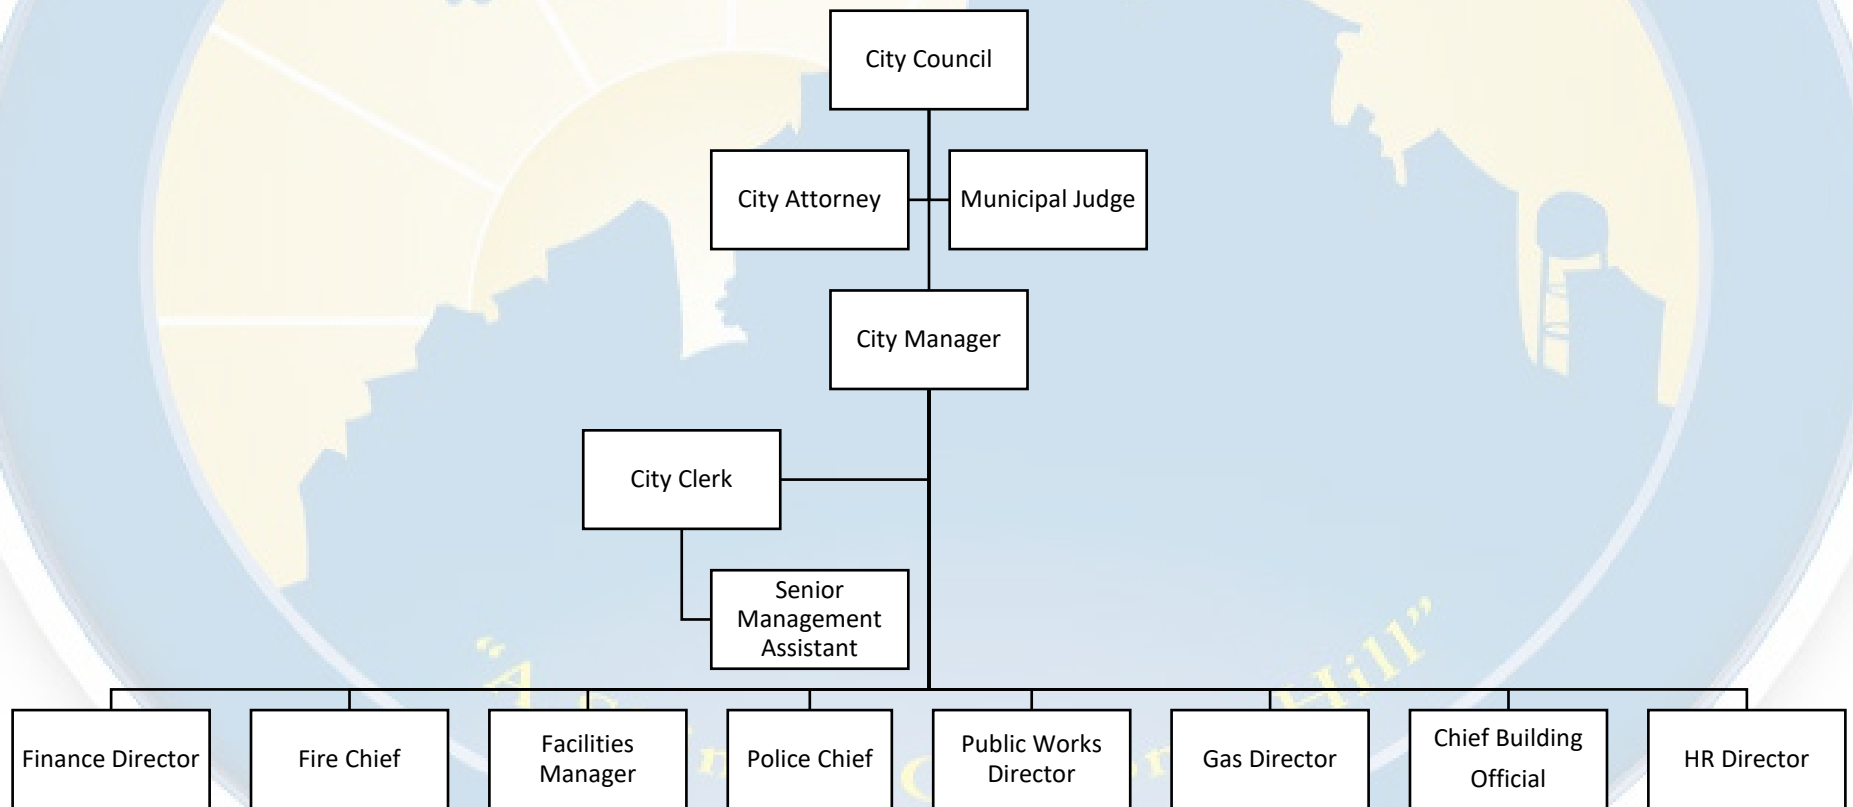 City Council
City Attorney
Municipal Judge
City Manager
City Clerk
Senior
Management
Assistant
“A
Hill”
Finance Director
Fire Chief
Facilities
Manager
Police Chief
Public Works
Director
Gas Director
Chief Building
Official
HR Director